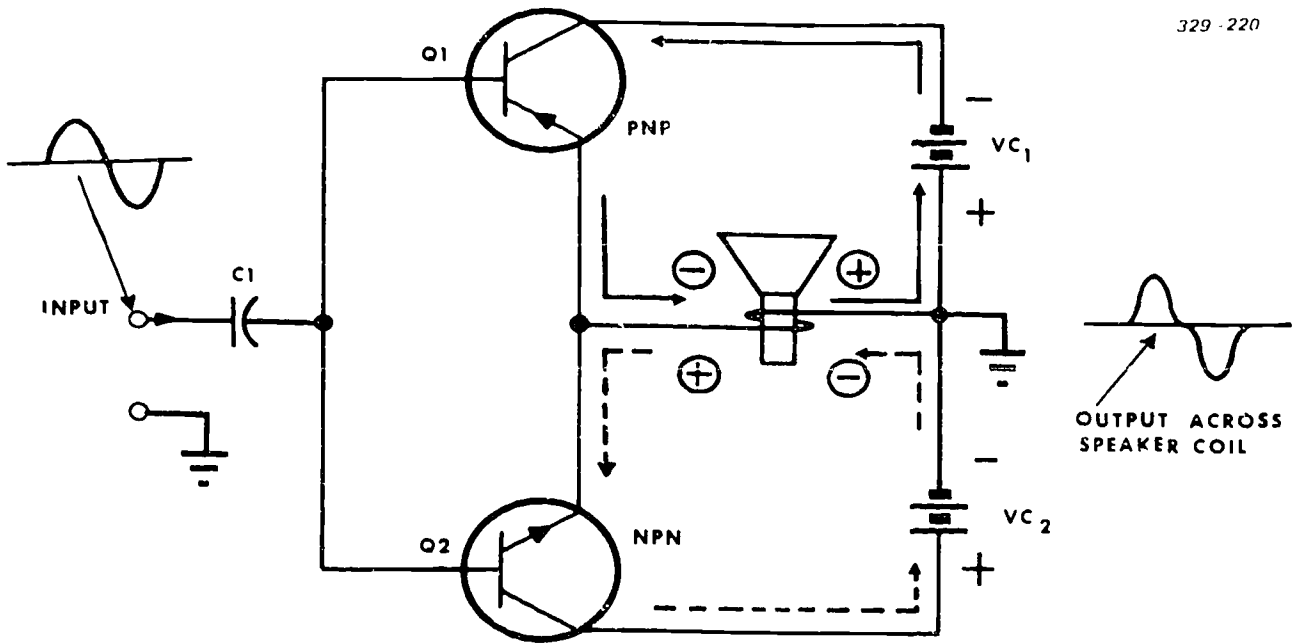 329-220
Q1
PNP
−
VC1
+
C1
INPUT
−
+
+
−
OUTPUT ACROSS
SPEAKER COIL
−
VC2
+
Q2
NPN